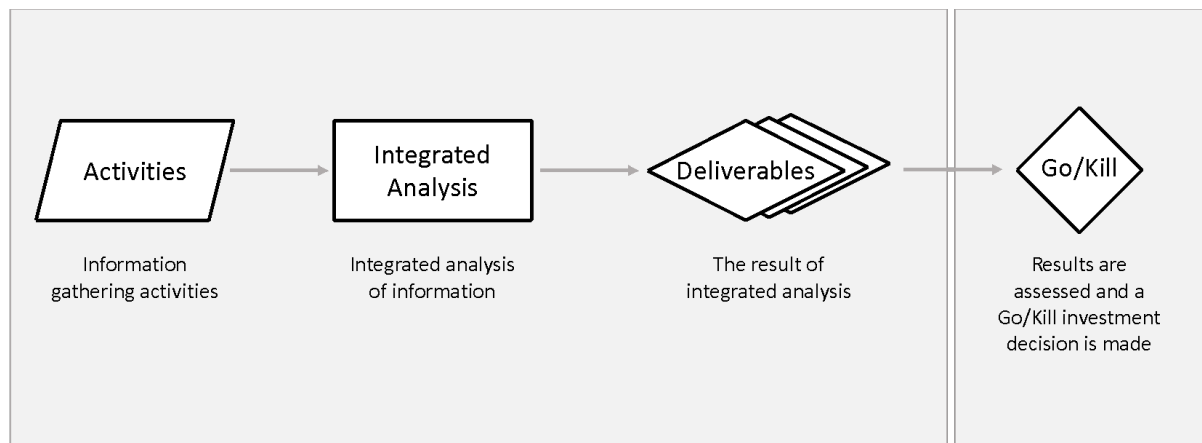 Activities
Integrated
Analysis
Deliverables
Go/Kill
Information
gathering activities
Integrated analysis
of information
The result of
integrated analysis
Results are
assessed and a
Go/Kill investment
decision is made